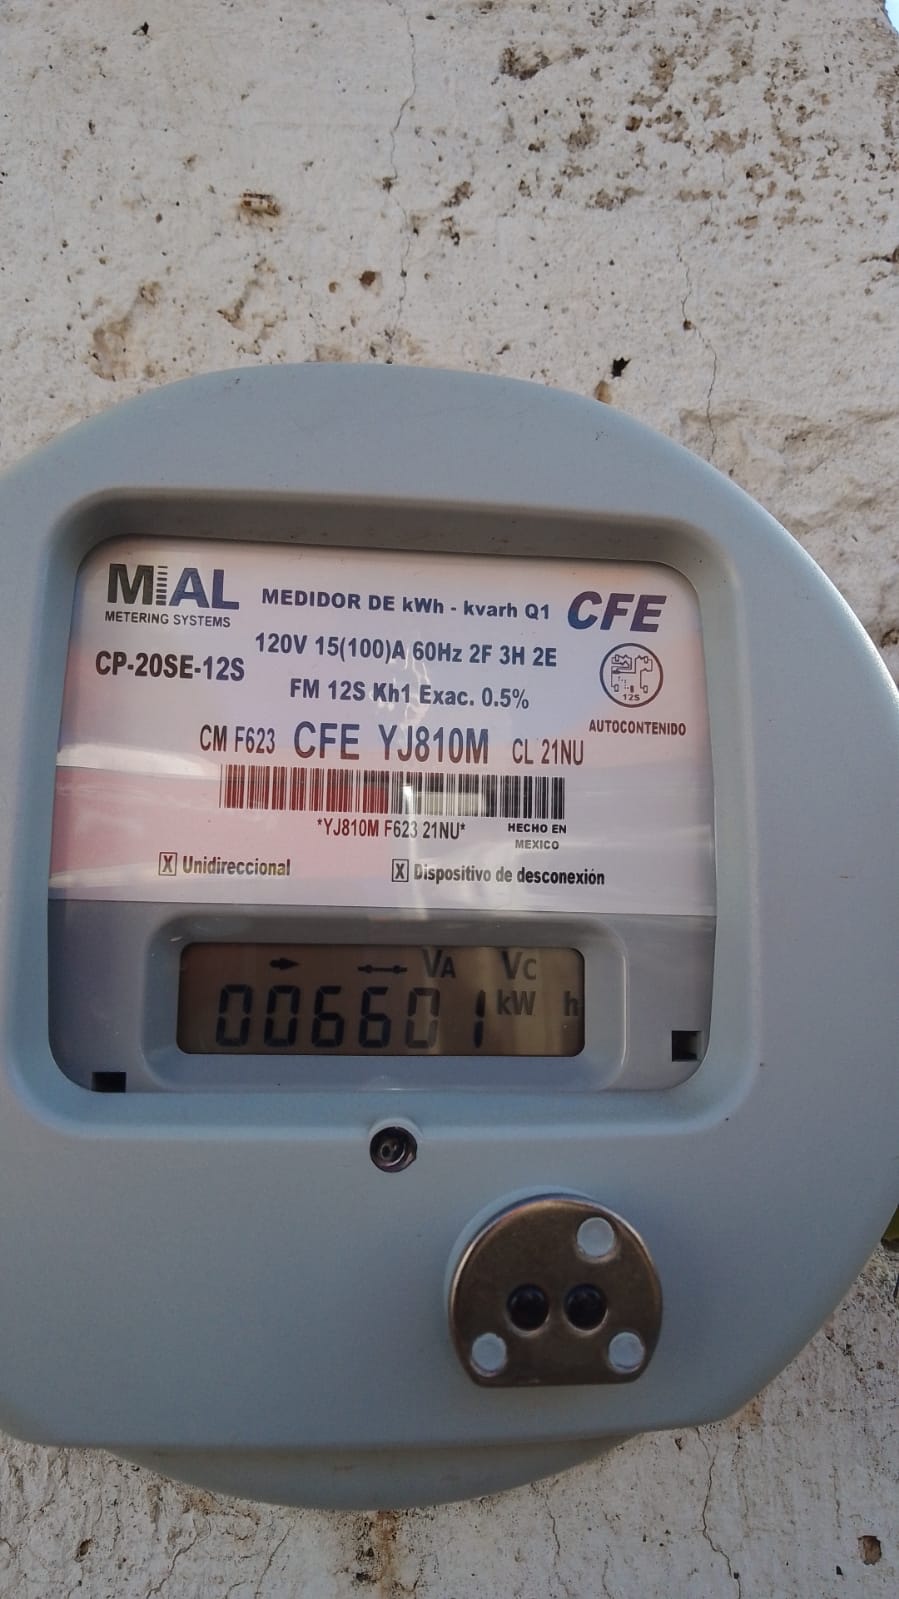 MIAL
METERING SYSTEMS
MEDIDOR DE kWh - kvarh Q1
CFE
120V 15(100)A 60Hz 2F 3H 2E
CP-20SE-12S
FM 12S Kh1 Exac. 0.5%
12S
AUTOCONTENIDO
CM F623 CFE YJ810M CL 21NU
*YJ810M F623 21NU*
HECHO EN
MEXICO
X Unidireccional
X Dispositivo de desconexión
VA VC
006601 kW h